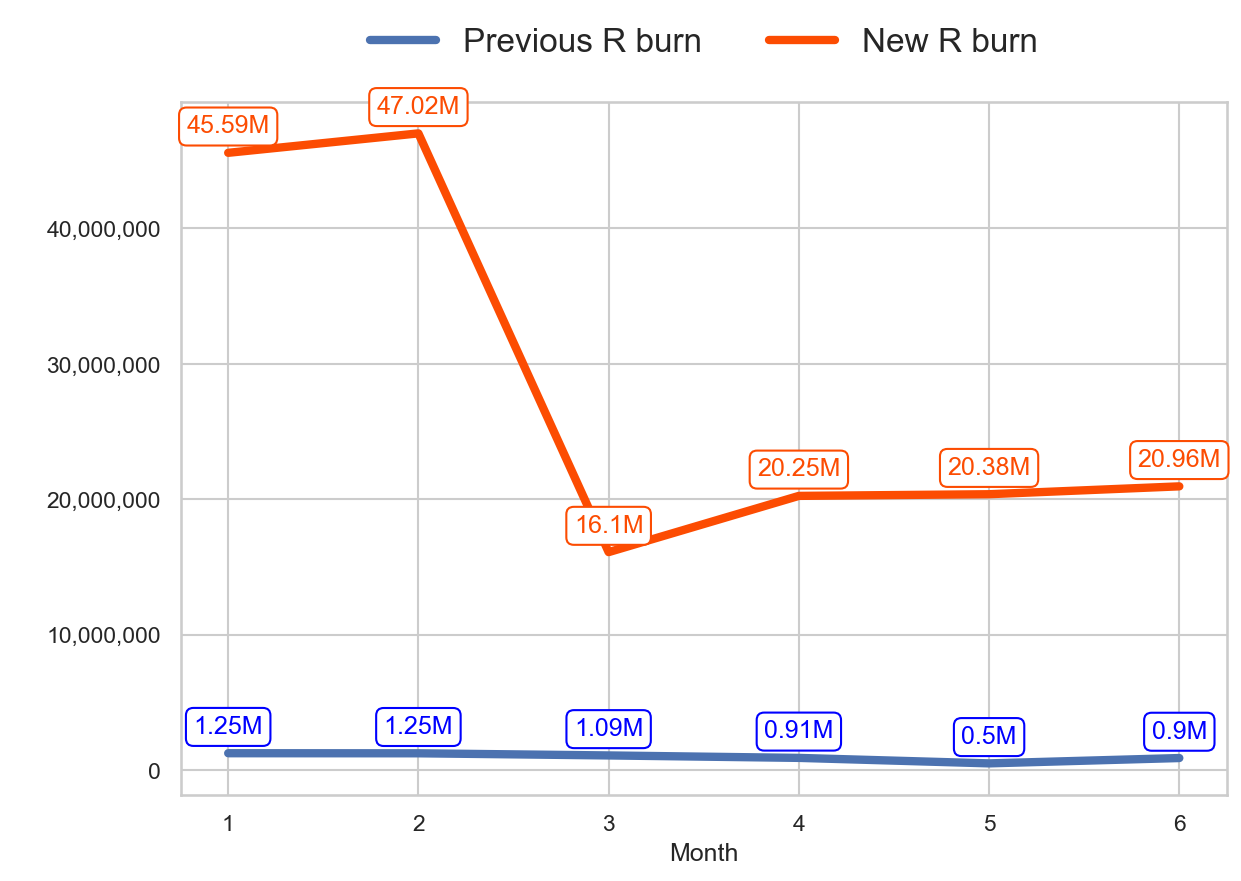 Previous R burn New R burn
47.02M
45.59M
40,000,000
30,000,000
20.25M 20.38M 20.96M
20,000,000
16.1M
10,000,000
1.25M 1.25M 1.09M 0.91M 0.5M 0.9M
0
1 2 3 4 5 6
Month